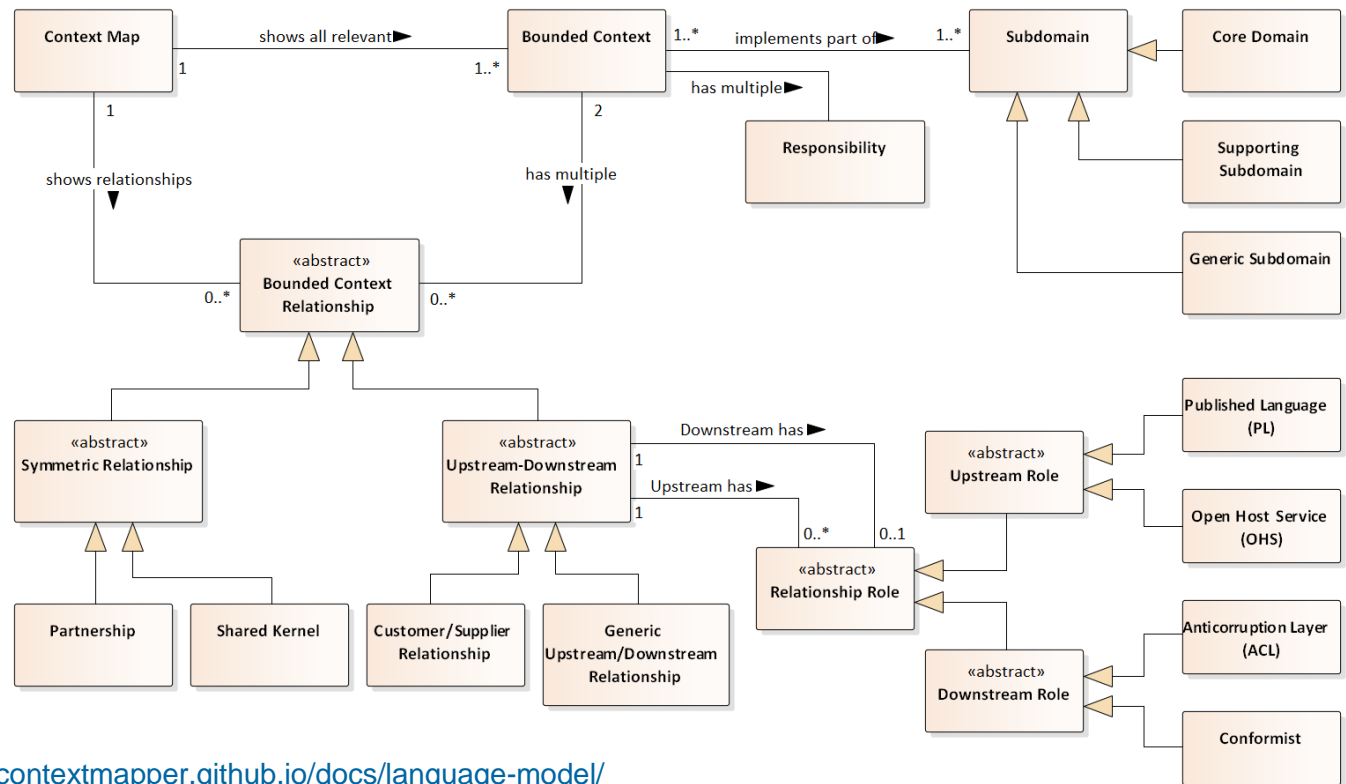 Context Map
shows all relevant
Bounded Context
1..*
implements part of
1..*
Subdomain
Core Domain
1
1..*
has multiple
1
2
Responsibility
Supporting
Subdomain
shows relationships
has multiple
«abstract»
Bounded Context
Relationship
Generic Subdomain
0..*
0..*
«abstract»
Symmetric Relationship
«abstract»
Upstream-Downstream
Relationship
Downstream has
1
Upstream has
1
0..*
0..1
«abstract»
Upstream Role
Published Language
(PL)
Open Host Service
(OHS)
«abstract»
Relationship Role
Partnership
Shared Kernel
Customer/Supplier
Relationship
Generic
Upstream/Downstream
Relationship
Anticorruption Layer
(ACL)
«abstract»
Downstream Role
Conformist
contextmapper.github.io/docs/language-model/